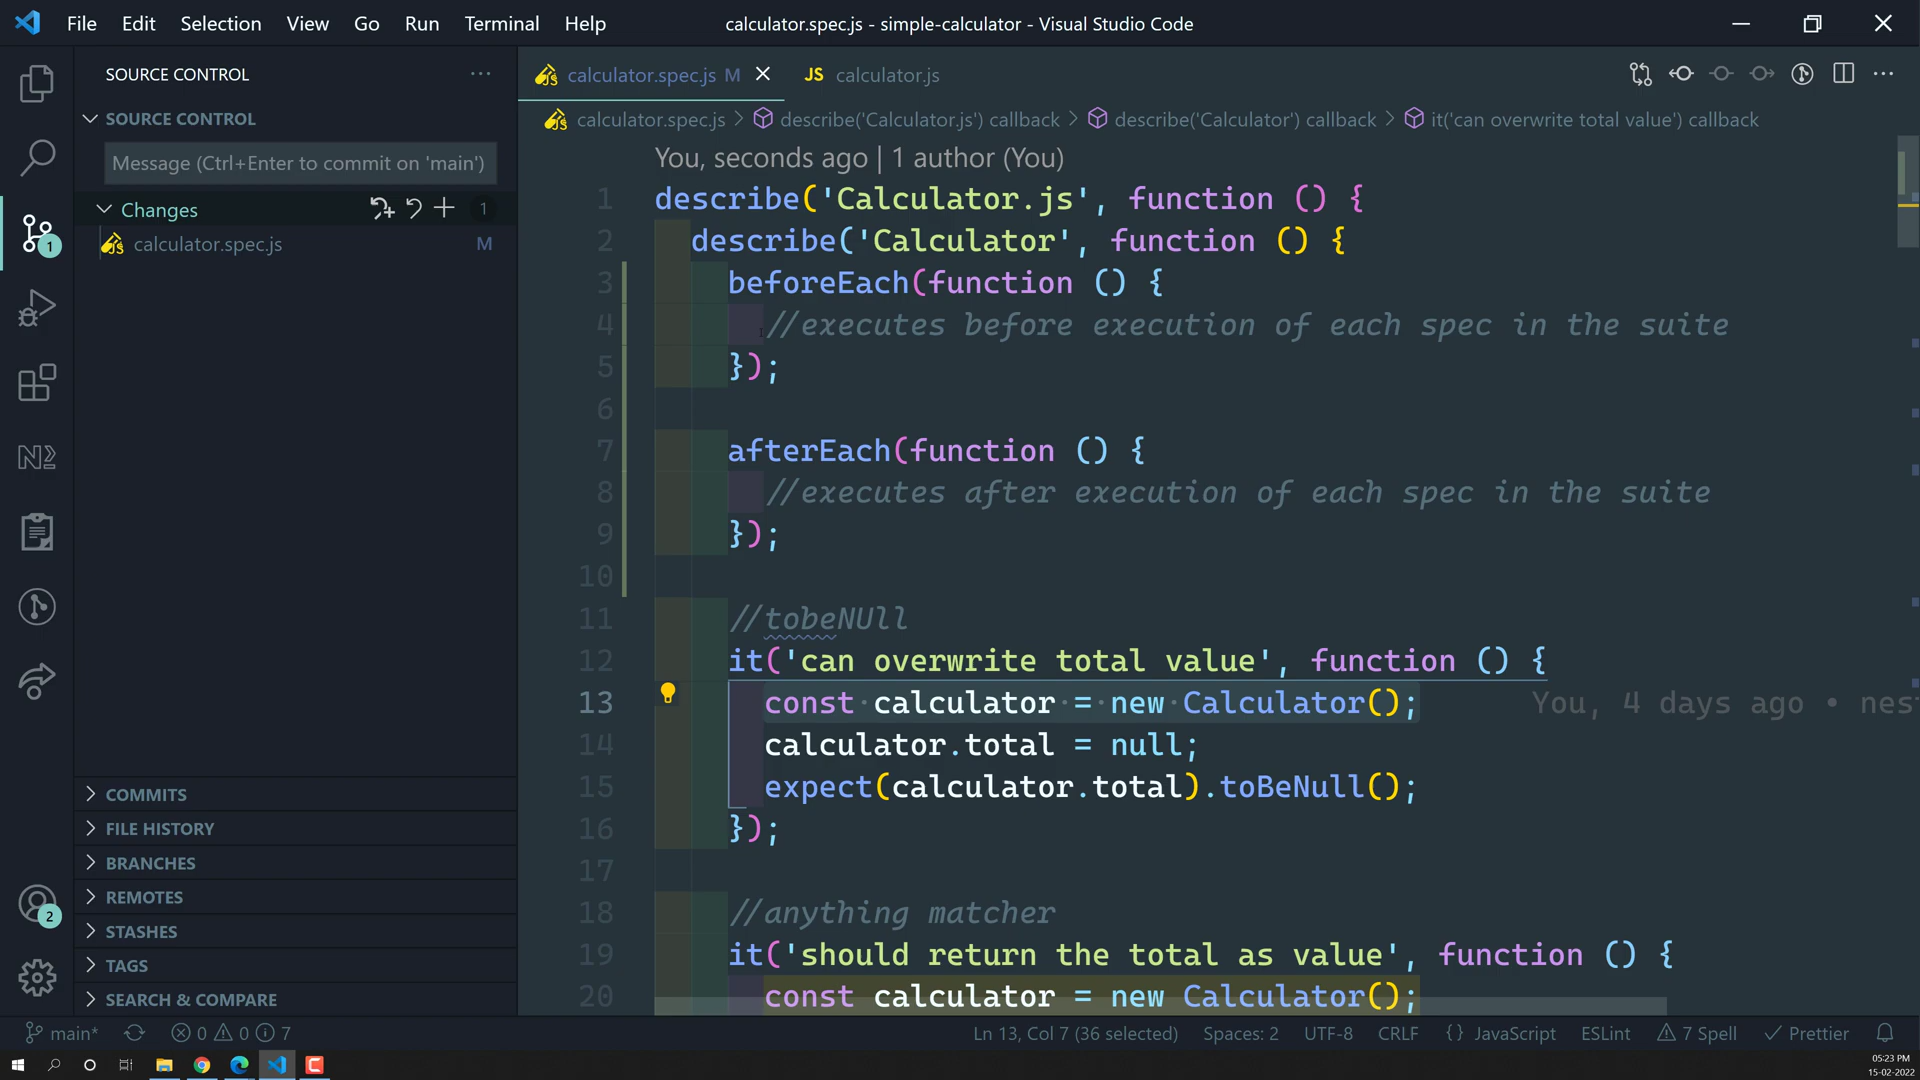 File Edit Selection View Go Run Terminal Help
calculator.spec.js - simple-calculator - Visual Studio Code
SOURCE CONTROL
SOURCE CONTROL
Message (Ctrl+Enter to commit on 'main')
Changes 1
calculator.spec.js M
COMMITS
FILE HISTORY
BRANCHES
REMOTES
STASHES
TAGS
SEARCH & COMPARE
1
2
calculator.spec.js M
JS calculator.js
calculator.spec.js > describe('Calculator.js') callback > describe('Calculator') callback > it('can overwrite total value') callback
You, seconds ago | 1 author (You)
1 describe('Calculator.js', function () {
2 describe('Calculator', function () {
3 beforeEach(function () {
4 //executes before execution of each spec in the suite
5 });
6
7 afterEach(function () {
8 //executes after execution of each spec in the suite
9 });
10
11 //tobeNUll
12 it('can overwrite total value', function () {
13 const calculator = new Calculator(); You, 4 days ago • nes
14 calculator.total = null;
15 expect(calculator.total).toBeNull();
16 });
17
18 //anything matcher
19 it('should return the total as value', function () {
20 const calculator = new Calculator();
main* 0 0 7
Ln 13, Col 7 (36 selected) Spaces: 2 UTF-8 CRLF {} JavaScript ESLint 7 Spell Prettier
05:23 PM
15-02-2022